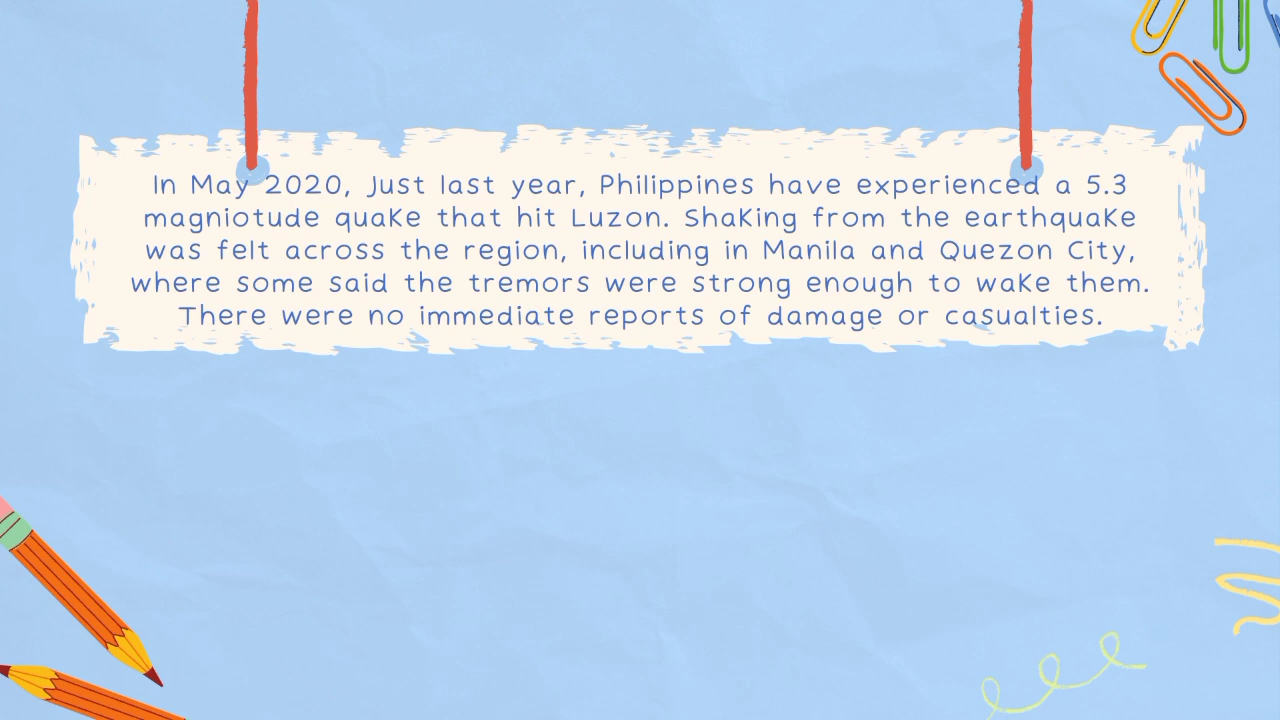 In May 2020, Just last year, Philippines have experienced a 5.3
magniotude quake that hit Luzon. Shaking from the earthquake
was felt across the region, including in Manila and Quezon City,
where some said the tremors were strong enough to wake them.
There were no immediate reports of damage or casualties.